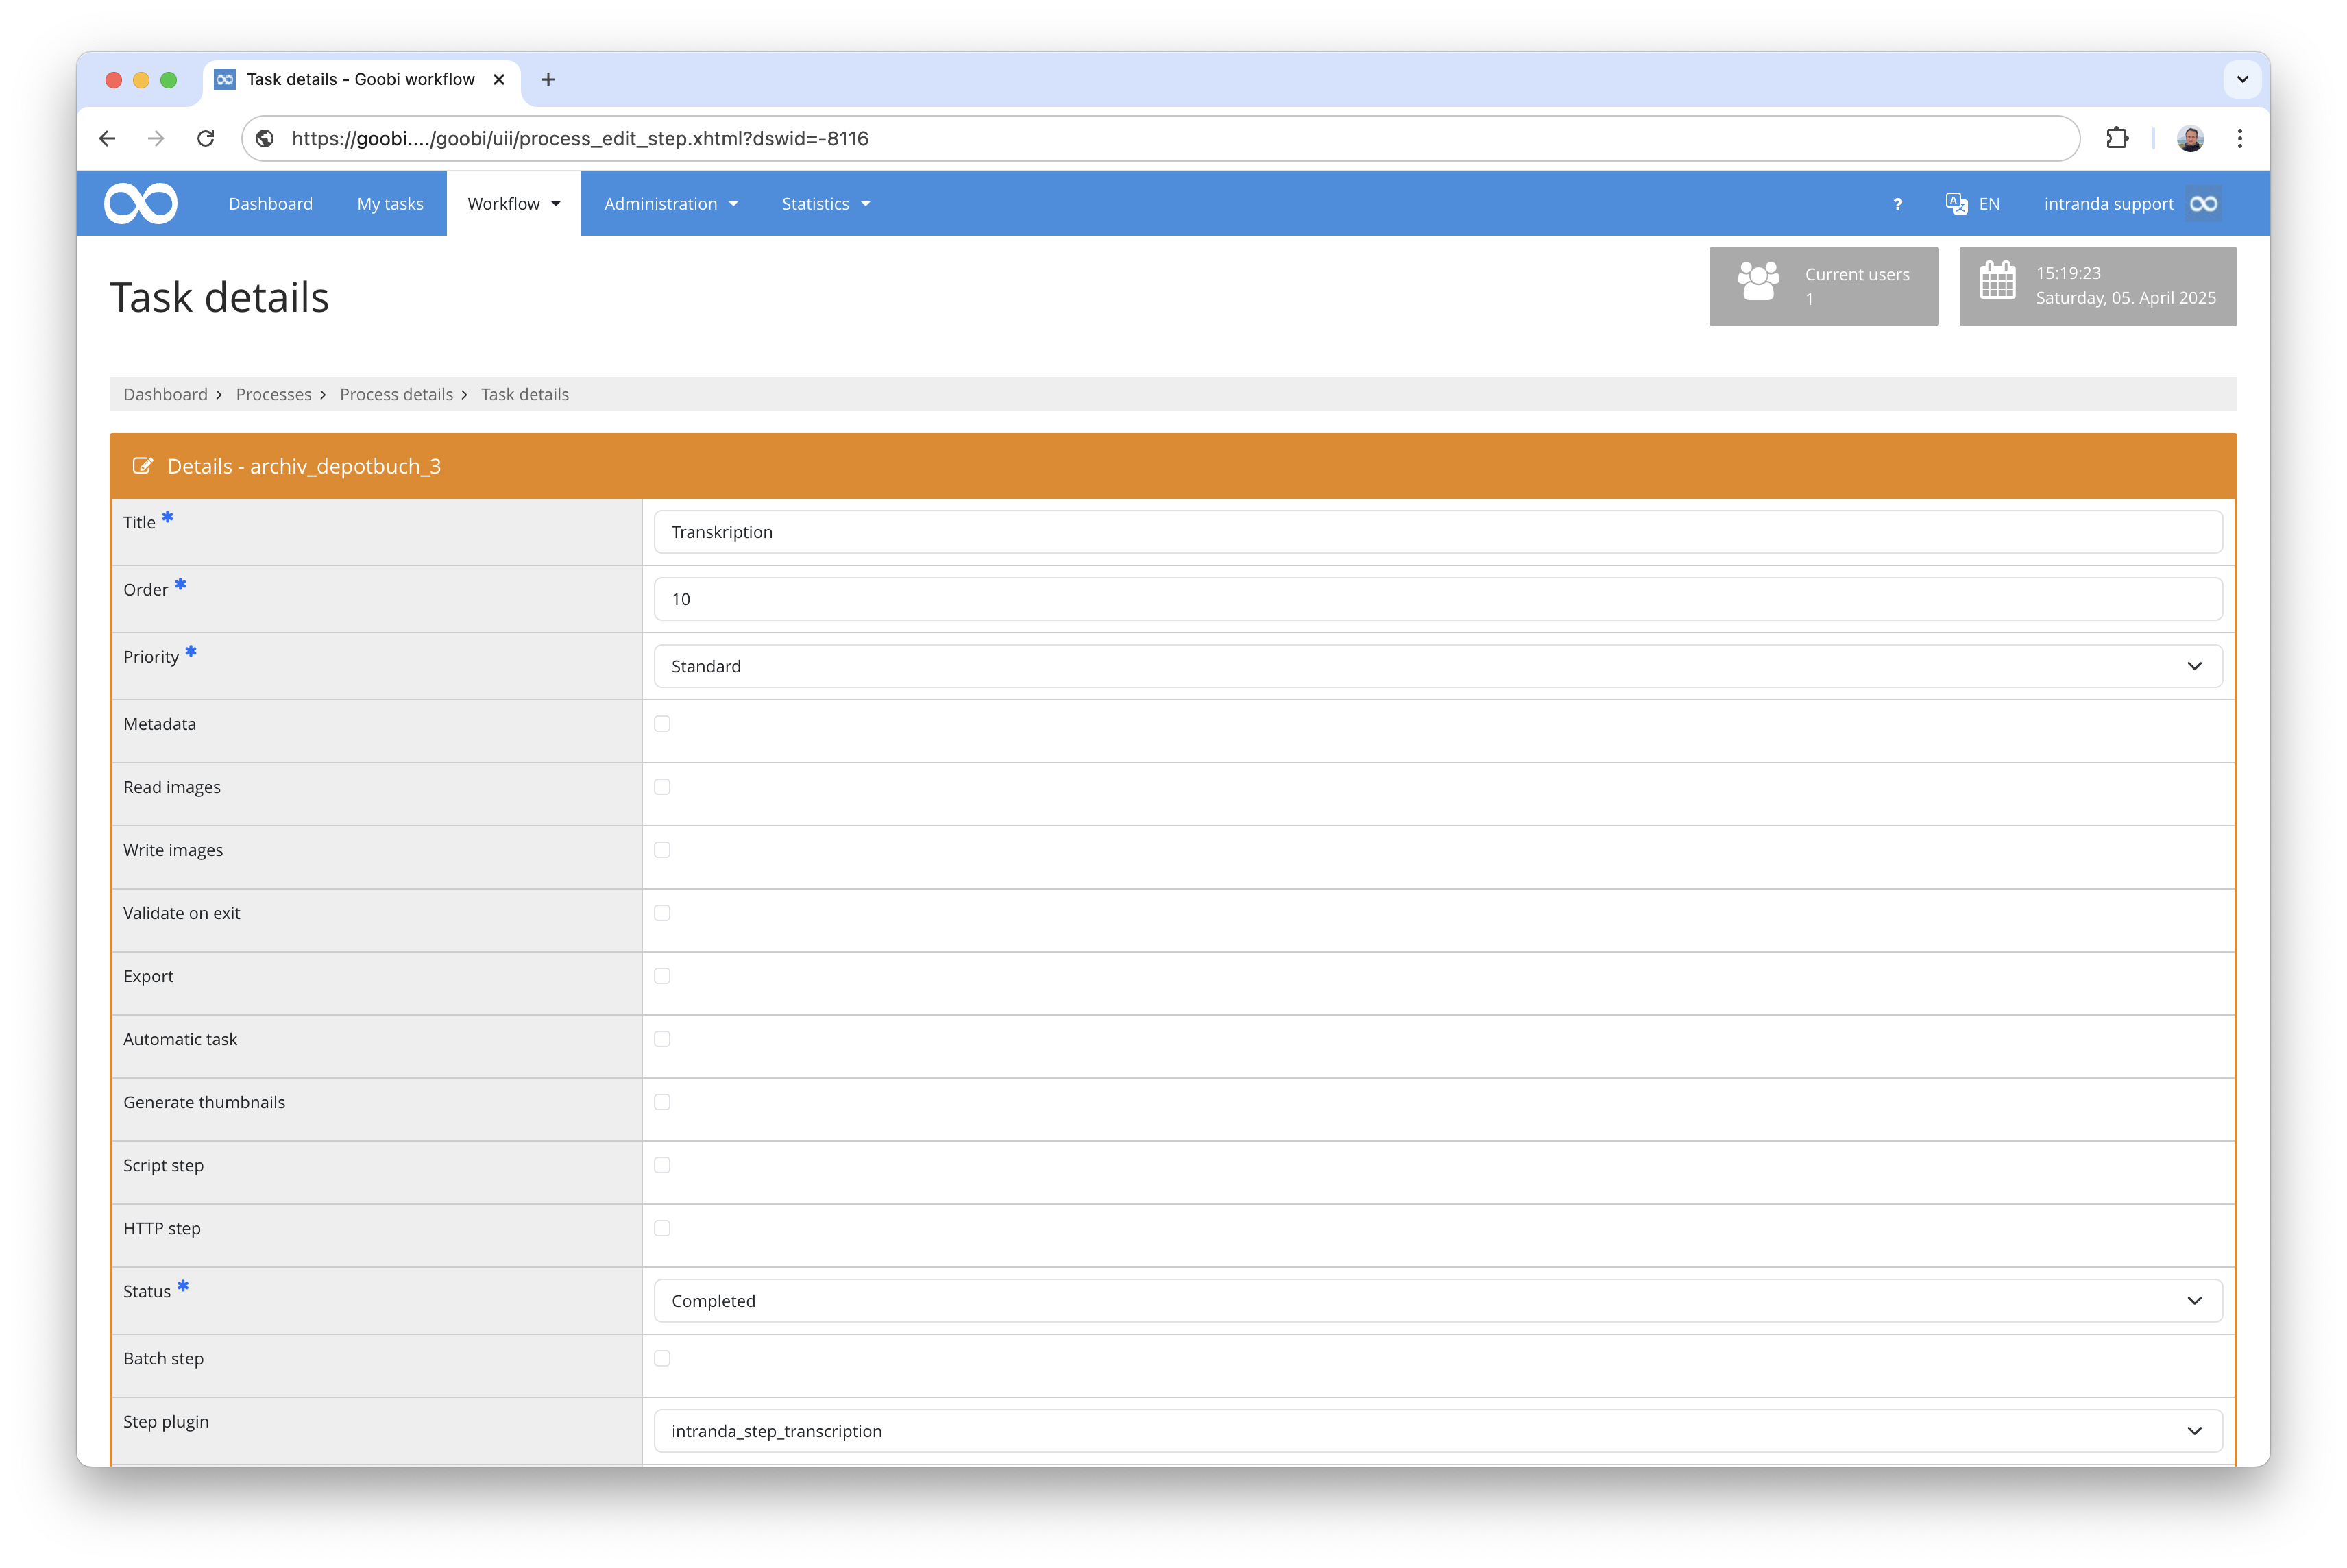 Task details - Goobi workflow
https://goobi..../goobi/uii/process_edit_step.xhtml?dswid=-8116
Dashboard My tasks Workflow Administration Statistics ? EN intranda support
Task details
Current users
1
15:19:23
Saturday, 05. April 2025
Dashboard > Processes > Process details > Task details
Details - archiv_depotbuch_3
Title * Transkription
Order * 10
Priority * Standard
Metadata
Read images
Write images
Validate on exit
Export
Automatic task
Generate thumbnails
Script step
HTTP step
Status * Completed
Batch step
Step plugin intranda_step_transcription